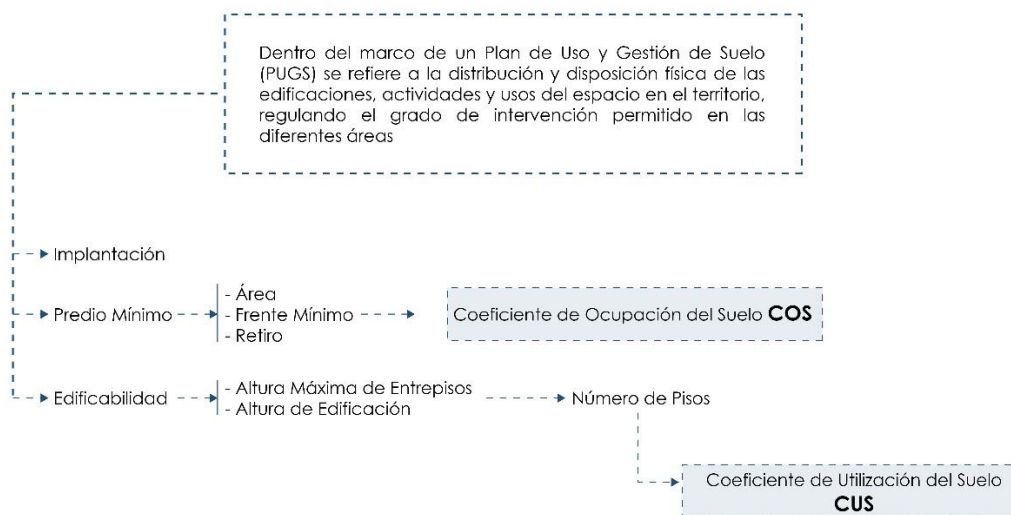 Dentro del marco de un Plan de Uso y Gestión de Suelo
(PUGS) se refiere a la distribución y disposición física de las
edificaciones, actividades y usos del espacio en el territorio,
regulando el grado de intervención permitido en las
diferentes áreas
Implantación
Predio Mínimo
- Área
- Frente Mínimo
- Retiro
Coeficiente de Ocupación del Suelo COS
Edificabilidad
- Altura Máxima de Entrepisos
- Altura de Edificación
Número de Pisos
Coeficiente de Utilización del Suelo
CUS